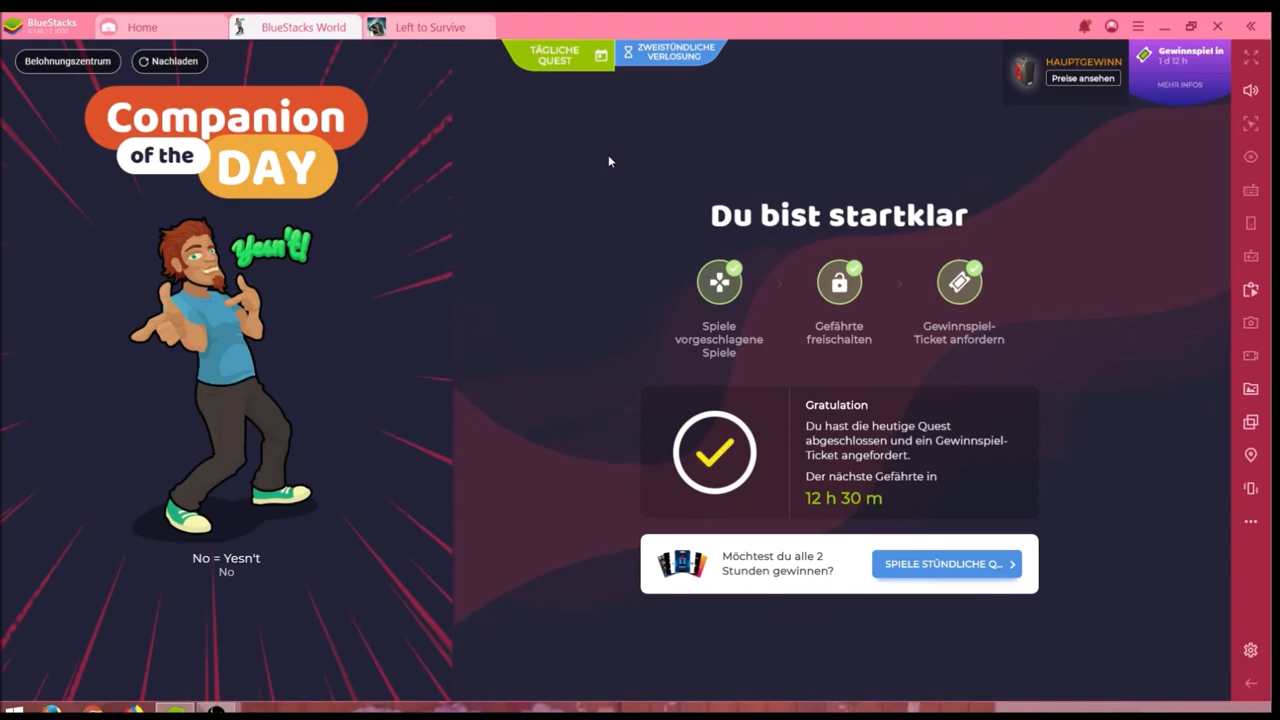 BlueStacks
Home
BlueStacks World
Left to Survive
Belohnungszentrum
Nachladen
TÄGLICHE
QUEST
ZWEISTÜNDLICHE
VERLOSUNG
HAUPTGEWINN
Preise ansehen
Gewinnspiel in
1 d 12 h
MEHR INFOS
Companion
of the
DAY
Yesn't!
No = Yesn't
No
Du bist startklar
Spiele
vorgeschlagene
Spiele
Gefährte
freischalten
Gewinnspiel-
Ticket anfordern
Gratulation
Du hast die heutige Quest
abgeschlossen und ein Gewinnspiel-
Ticket angefordert.
Der nächste Gefährte in
12 h 30 m
Möchtest du alle 2
Stunden gewinnen?
SPIELE STÜNDLICHE Q...